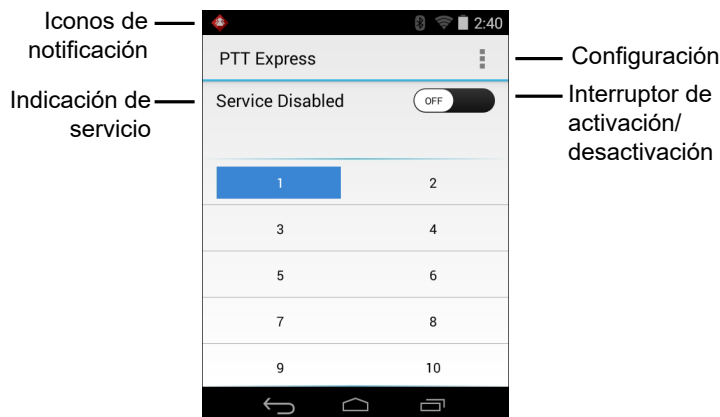 Iconos de
notificación
Indicación de
servicio
2:40
PTT Express
Service Disabled
OFF
1 2
3 4
5 6
7 8
9 10
Configuración
Interruptor de
activación/
desactivación